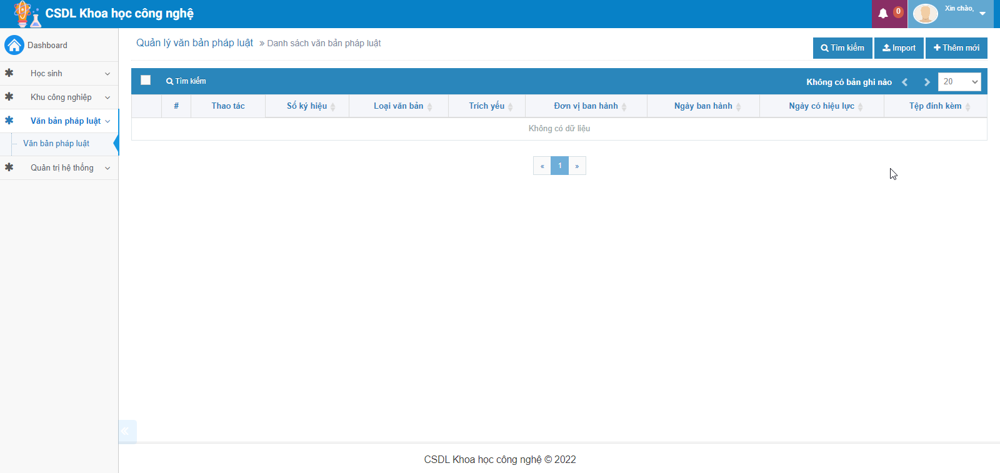 CSDL Khoa học công nghệ
0
Xin chào,
Dashboard
Học sinh
Khu công nghiệp
Văn bản pháp luật
Văn bản pháp luật
Quản trị hệ thống
Quản lý văn bản pháp luật » Danh sách văn bản pháp luật
Tìm kiếm Import Thêm mới
Tìm kiếm Không có bản ghi nào 20
# Thao tác Số ký hiệu Loại văn bản Trích yếu Đơn vị ban hành Ngày ban hành Ngày có hiệu lực Tệp đính kèm
Không có dữ liệu
« 1 »
CSDL Khoa học công nghệ © 2022